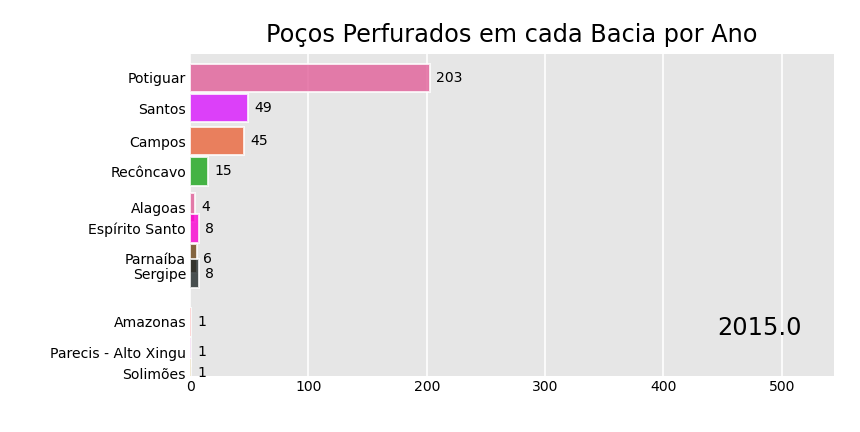 Poços Perfurados em cada Bacia por Ano
Potiguar 203
Santos 49
Campos 45
Recôncavo 15
Alagoas 4
Espírito Santo 8
Parnaíba 6
Sergipe 8
Amazonas 1
2015.0
Parecis - Alto Xingu 1
Solimões 1
0 100 200 300 400 500